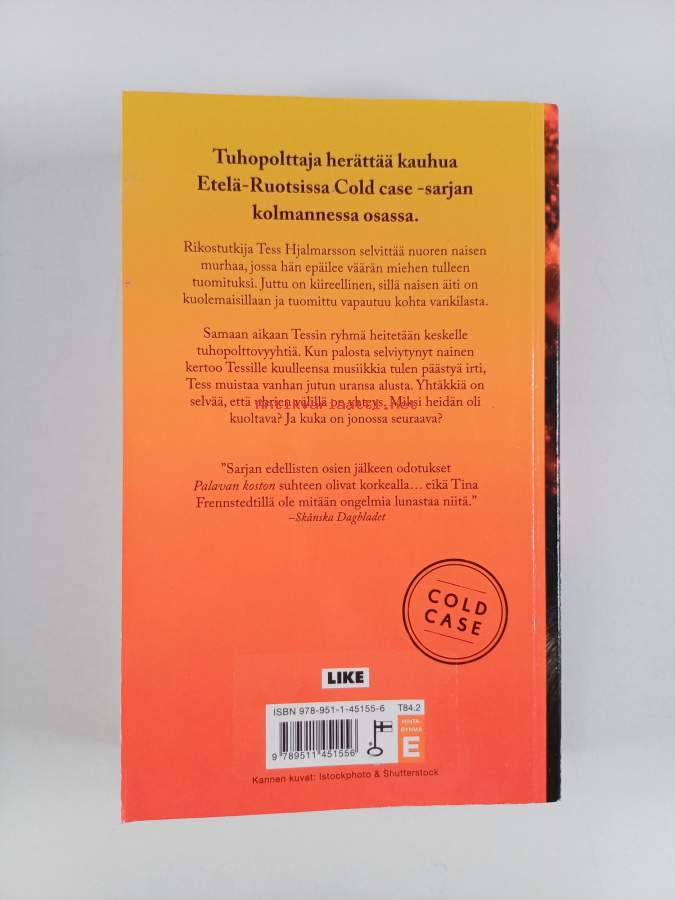 Tuhopolttaja herättää kauhua
Etelä-Ruotsissa Cold case -sarjan
kolmannessa osassa.
Rikostutkija Tess Hjalmarsson selvittää nuoren naisen
murhaa, jossa hän epäilee väärän miehen tulleen
tuomituksi. Juttu on kiireellinen, sillä naisen äiti on
kuolemaisillaan ja tuomittu vapautuu kohta vankilasta.
Samaan aikaan Tessin ryhmä heitetään keskelle
tuhopolttovyyhtiä. Kun palosta selviytynyt nainen
kertoo Tessille kuulleensa musiikkia tulen päästyä irti,
Tess muistaa vanhan jutun uransa alusta. Yhtäkkiä on
selvää, että uhrien välillä on yhteys. Miksi heidän oli
Antikvariaatti.net
kuoltava? Ja kuka on jonossa seuraava?
”Sarjan edellisten osien jälkeen odotukset
Palavan koston suhteen olivat korkealla… eikä Tina
Frennstedtillä ole mitään ongelmia lunastaa niitä.”
–Skånska Dagbladet
COLD
CASE
LIKE
ISBN 978-951-1-45155-6 T84.2
HINTA-
RYHMÄ
E
9 789511 451556
Kannen kuvat: Istockphoto & Shutterstock